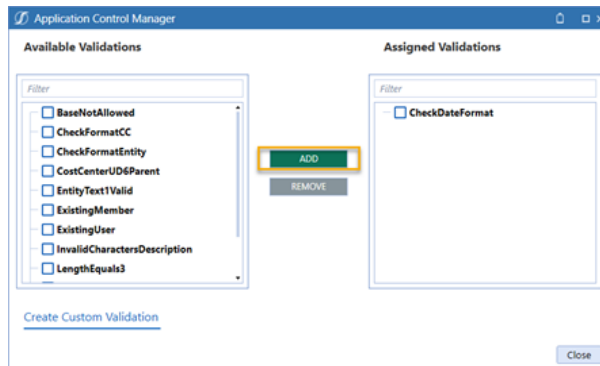 Application Control Manager
Available Validations
Assigned Validations
Filter
Filter
BaseNotAllowed
CheckFormatCC
CheckFormatEntity
CostCenterUD6Parent
EntityText1Valid
ExistingMember
ExistingUser
InvalidCharactersDescription
LengthEquals3
ADD
REMOVE
CheckDateFormat
Create Custom Validation
Close